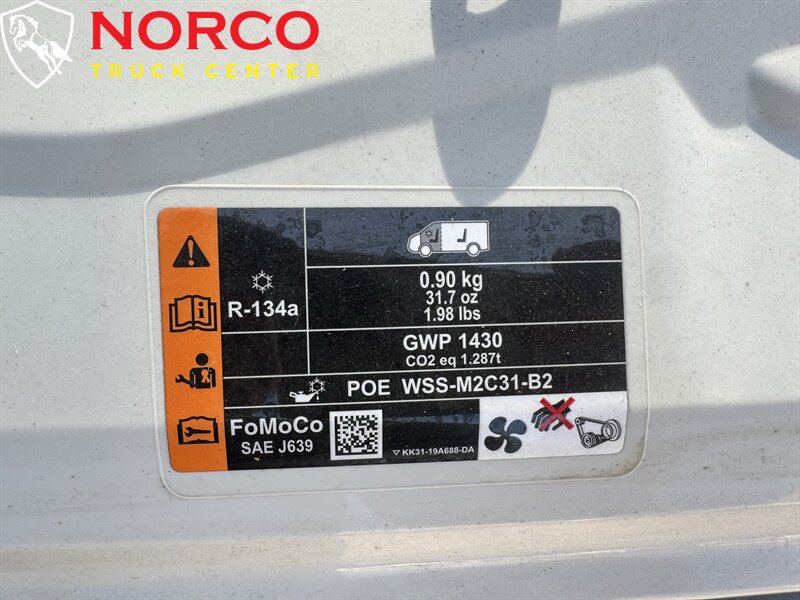 NORCO
TRUCK CENTER
R-134a
0.90 kg
31.7 oz
1.98 lbs
GWP 1430
CO2 eq 1.287t
POE WSS-M2C31-B2
FoMoCo
SAE J639
KK31-19A688-DA